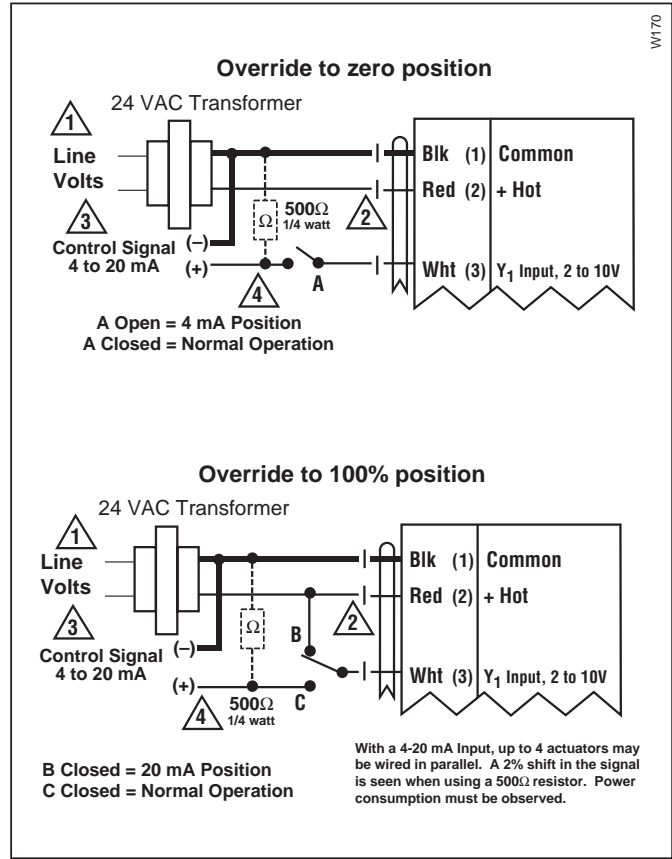 W170
Override to zero position
24 VAC Transformer
1
Line
Volts
3
Control Signal
4 to 20 mA
(–)
(+)
Ω
500Ω
1/4 watt
2
4
A
Blk (1) Common
Red (2) + Hot
Wht (3) Y1 Input, 2 to 10V
A Open = 4 mA Position
A Closed = Normal Operation
Override to 100% position
24 VAC Transformer
1
Line
Volts
3
Control Signal
4 to 20 mA
(–)
(+)
Ω
500Ω
1/4 watt
2
4
B
C
Blk (1) Common
Red (2) + Hot
Wht (3) Y1 Input, 2 to 10V
B Closed = 20 mA Position
C Closed = Normal Operation
With a 4-20 mA Input, up to 4 actuators may
be wired in parallel. A 2% shift in the signal
is seen when using a 500Ω resistor. Power
consumption must be observed.